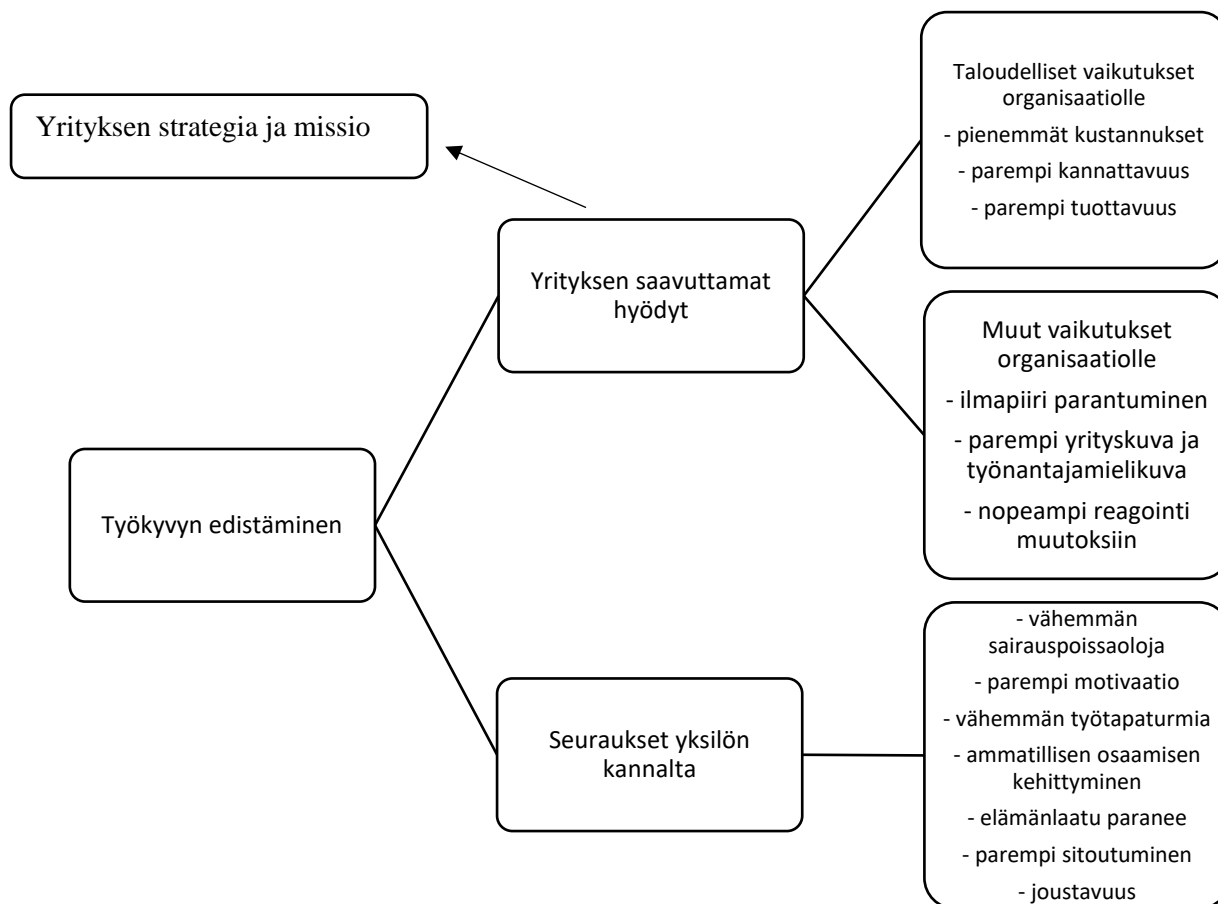 Yrityksen strategia ja missio
Taloudelliset vaikutukset
organisaatiolle
- pienemmät kustannukset
- parempi kannattavuus
- parempi tuottavuus
Yrityksen saavuttamat
hyödyt
Muut vaikutukset
organisaatiolle
- ilmapiiri parantuminen
- parempi yrityskuva ja
työnantajamielikuva
- nopeampi reagointi
muutoksiin
Työkyvyn edistäminen
Seuraukset yksilön
kannalta
- vähemmän
sairauspoissaoloja
- parempi motivaatio
- vähemmän työtapaturmia
- ammatillisen osaamisen
kehittyminen
- elämänlaatu paranee
- parempi sitoutuminen
- joustavuus